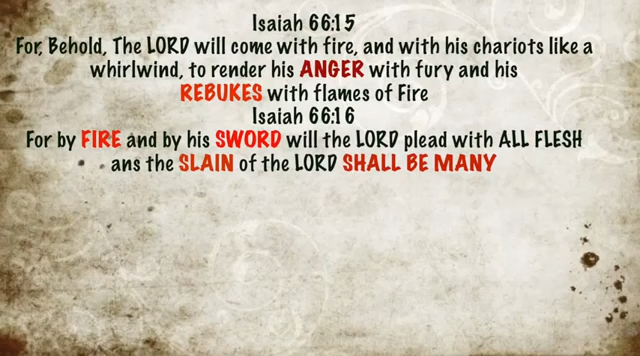 Isaiah 66:15
For, Behold, The LORD will come with fire, and with his chariots like a
whirlwind, to render his ANGER with fury and his
REBUKES with flames of Fire
Isaiah 66:16
For by FIRE and by his SWORD will the LORD plead with ALL FLESH
ans the SLAIN of the LORD SHALL BE MANY